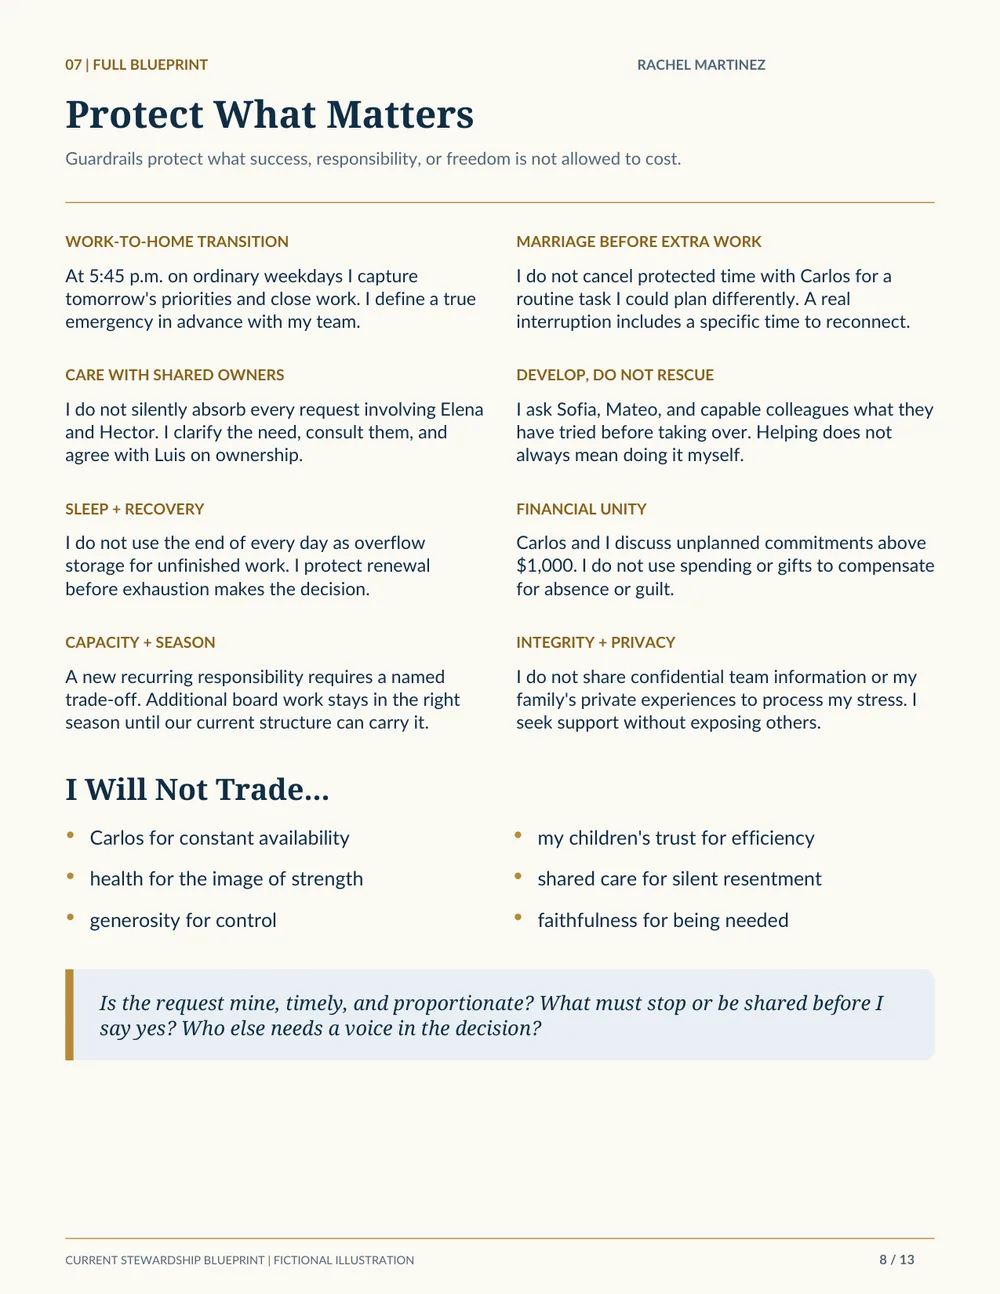 07 | FULL BLUEPRINT
RACHEL MARTINEZ
Protect What Matters
Guardrails protect what success, responsibility, or freedom is not allowed to cost.
WORK-TO-HOME TRANSITION
At 5:45 p.m. on ordinary weekdays I capture
tomorrow's priorities and close work. I define a true
emergency in advance with my team.
MARRIAGE BEFORE EXTRA WORK
I do not cancel protected time with Carlos for a
routine task I could plan differently. A real
interruption includes a specific time to reconnect.
CARE WITH SHARED OWNERS
I do not silently absorb every request involving Elena
and Hector. I clarify the need, consult them, and
agree with Luis on ownership.
DEVELOP, DO NOT RESCUE
I ask Sofia, Mateo, and capable colleagues what they
have tried before taking over. Helping does not
always mean doing it myself.
SLEEP + RECOVERY
I do not use the end of every day as overflow
storage for unfinished work. I protect renewal
before exhaustion makes the decision.
FINANCIAL UNITY
Carlos and I discuss unplanned commitments above
$1,000. I do not use spending or gifts to compensate
for absence or guilt.
CAPACITY + SEASON
A new recurring responsibility requires a named
trade-off. Additional board work stays in the right
season until our current structure can carry it.
INTEGRITY + PRIVACY
I do not share confidential team information or my
family's private experiences to process my stress. I
seek support without exposing others.
I Will Not Trade...
• Carlos for constant availability
• health for the image of strength
• generosity for control
• my children's trust for efficiency
• shared care for silent resentment
• faithfulness for being needed
Is the request mine, timely, and proportionate? What must stop or be shared before I
say yes? Who else needs a voice in the decision?
CURRENT STEWARDSHIP BLUEPRINT | FICTIONAL ILLUSTRATION
8 / 13